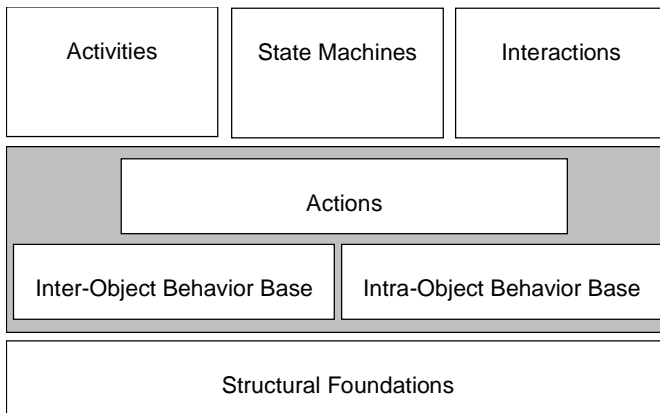 Activities
State Machines
Interactions
Actions
Inter-Object Behavior Base
Intra-Object Behavior Base
Structural Foundations